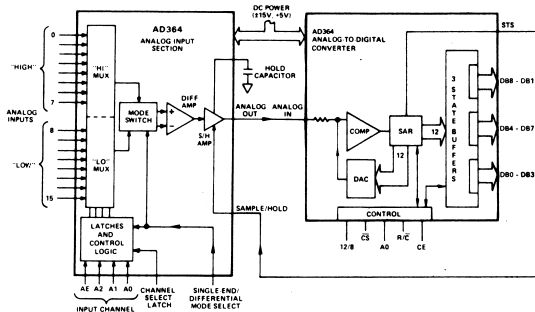 DC POWER
(±15V, +5V)
AD364
ANALOG INPUT
SECTION
AD364
ANALOG-TO-DIGITAL
CONVERTER
STS
0
"HIGH"
7
ANALOG
INPUTS
8
"LOW"
15
"HI"
MUX
"LO"
MUX
MODE
SWITCH
DIFF
AMP
+
−
S/H
AMP
HOLD
CAPACITOR
ANALOG
OUT
ANALOG
IN
COMP
SAR
12
DAC
12
3
STATE
BUFFERS
DB8 - DB1
DB4 - DB7
DB0 - DB3
LATCHES
AND
CONTROL
LOGIC
SAMPLE/HOLD
CONTROL
12/8
CS
A0
R/C
CE
AE A2 A1 A0
INPUT CHANNEL
CHANNEL
SELECT
LATCH
SINGLE-END/
DIFFERENTIAL
MODE SELECT